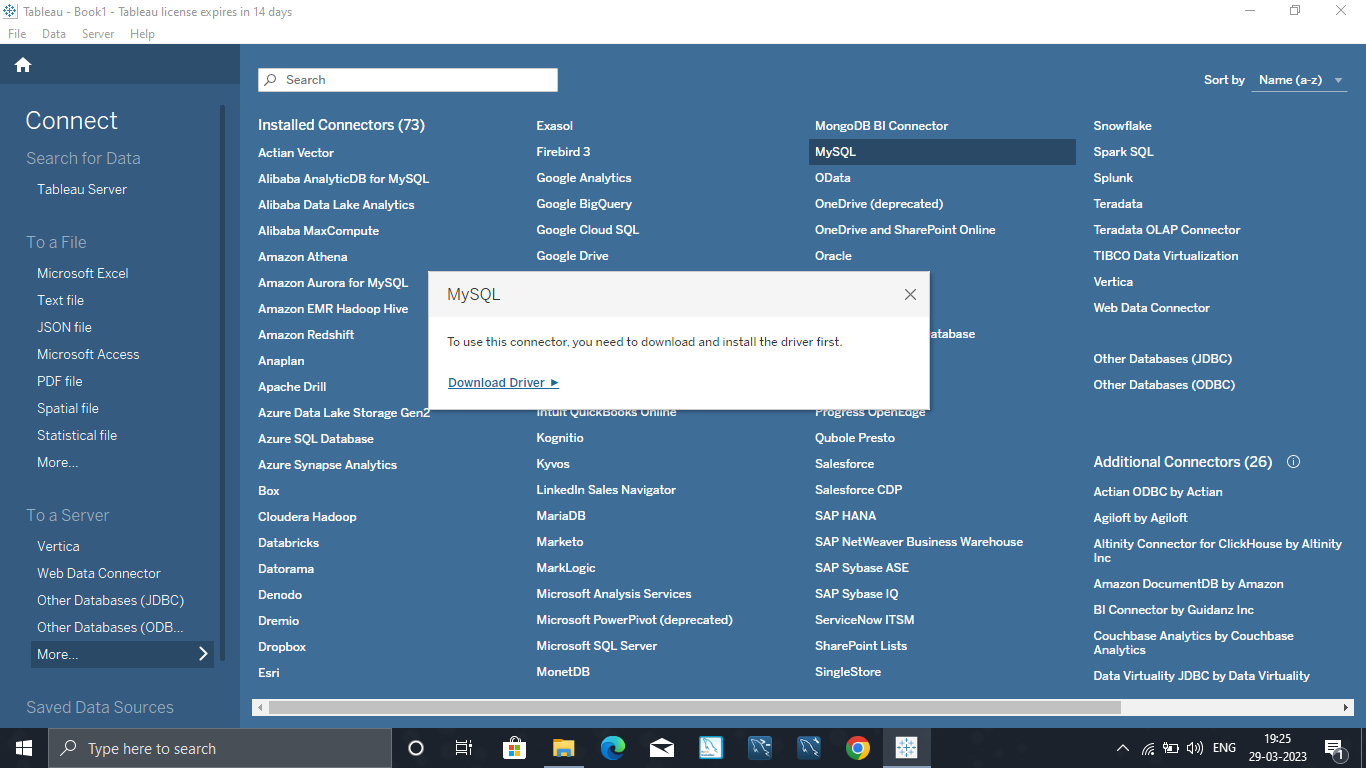 Tableau - Book1 - Tableau license expires in 14 days
File Data Server Help
Connect
Search for Data
Tableau Server
To a File
Microsoft Excel
Text file
JSON file
Microsoft Access
PDF file
Spatial file
Statistical file
More...
To a Server
Vertica
Web Data Connector
Other Databases (JDBC)
Other Databases (ODB...
More...
Saved Data Sources
Search
Sort by Name (a-z)
Installed Connectors (73)
Actian Vector
Alibaba AnalyticDB for MySQL
Alibaba Data Lake Analytics
Alibaba MaxCompute
Amazon Athena
Amazon Aurora for MySQL
Amazon EMR Hadoop Hive
Amazon Redshift
Anaplan
Apache Drill
Azure Data Lake Storage Gen2
Azure SQL Database
Azure Synapse Analytics
Box
Cloudera Hadoop
Databricks
Datorama
Denodo
Dremio
Dropbox
Esri
Exasol
Firebird 3
Google Analytics
Google BigQuery
Google Cloud SQL
Google Drive
Intuit QuickBooks Online
Kognitio
Kyvos
LinkedIn Sales Navigator
MariaDB
Marketo
MarkLogic
Microsoft Analysis Services
Microsoft PowerPivot (deprecated)
Microsoft SQL Server
MonetDB
MongoDB BI Connector
MySQL
OData
OneDrive (deprecated)
OneDrive and SharePoint Online
Oracle
atabase
Progress OpenEdge
Qubole Presto
Salesforce
Salesforce CDP
SAP HANA
SAP NetWeaver Business Warehouse
SAP Sybase ASE
SAP Sybase IQ
ServiceNow ITSM
SharePoint Lists
SingleStore
Snowflake
Spark SQL
Splunk
Teradata
Teradata OLAP Connector
TIBCO Data Virtualization
Vertica
Web Data Connector
Other Databases (JDBC)
Other Databases (ODBC)
Additional Connectors (26)
Actian ODBC by Actian
Agiloft by Agiloft
Altinity Connector for ClickHouse by Altinity
Inc
Amazon DocumentDB by Amazon
BI Connector by Guidanz Inc
Couchbase Analytics by Couchbase
Analytics
Data Virtuality JDBC by Data Virtuality
MySQL
To use this connector, you need to download and install the driver first.
Download Driver
Type here to search
ENG
19:25
29-03-2023
1